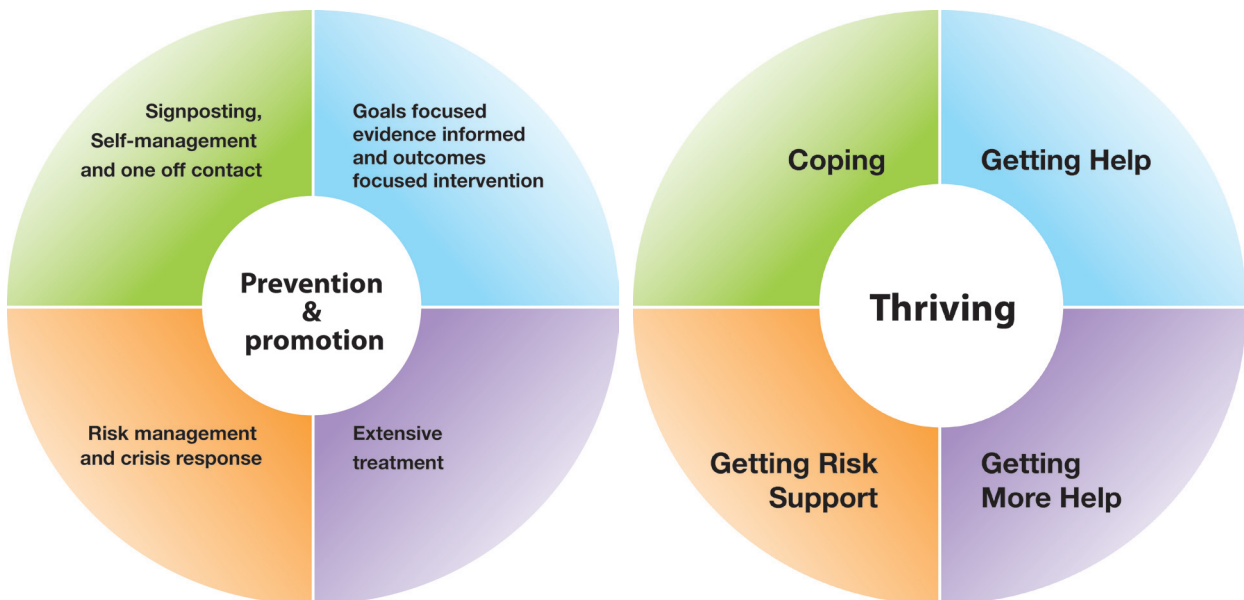 Signposting,
Self-management
and one off contact
Goals focused
evidence informed
and outcomes
focused intervention
Prevention
&
promotion
Risk management
and crisis response
Extensive
treatment
Coping
Getting Help
Thriving
Getting Risk
Support
Getting
More Help